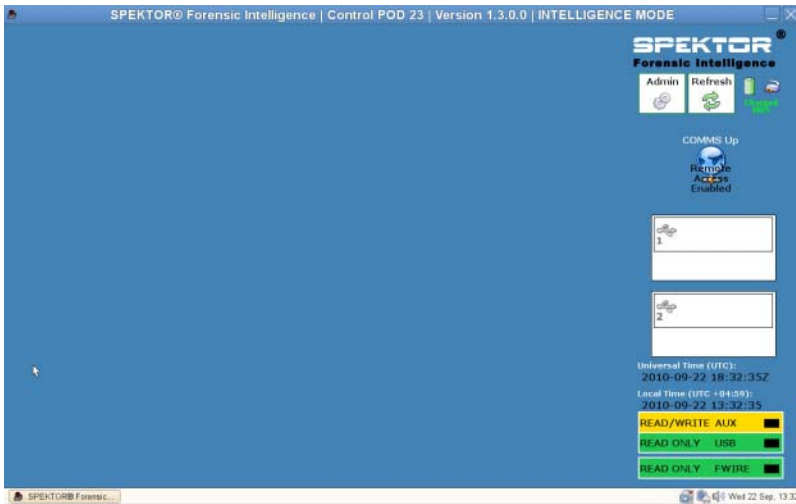 SPEKTOR® Forensic Intelligence | Control POD 23 | Version 1.3.0.0 | INTELLIGENCE MODE
SPEKTOR®
Forensic Intelligence
Admin
Refresh
Charged
100%
COMMS Up
Remote
Access
Enabled
1
2
Universal Time (UTC):
2010-09-22 18:32:35Z
Local Time (UTC +04:59):
2010-09-22 13:32:35
READ/WRITE AUX
READ ONLY USB
READ ONLY FWIRE
SPEKTOR® Forensic...
Wed 22 Sep, 13:32